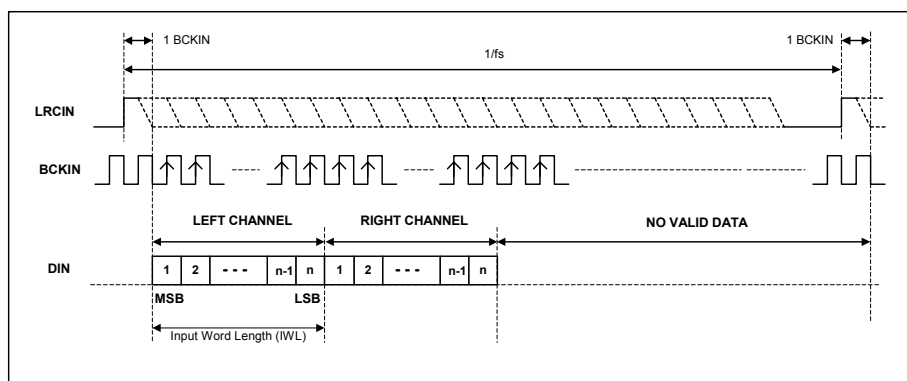 1 BCKIN 1 BCKIN
1/fs
LRCIN
BCKIN
LEFT CHANNEL RIGHT CHANNEL NO VALID DATA
DIN 1 2 - - - n-1 n 1 2 - - - n-1 n
MSB LSB
Input Word Length (IWL)